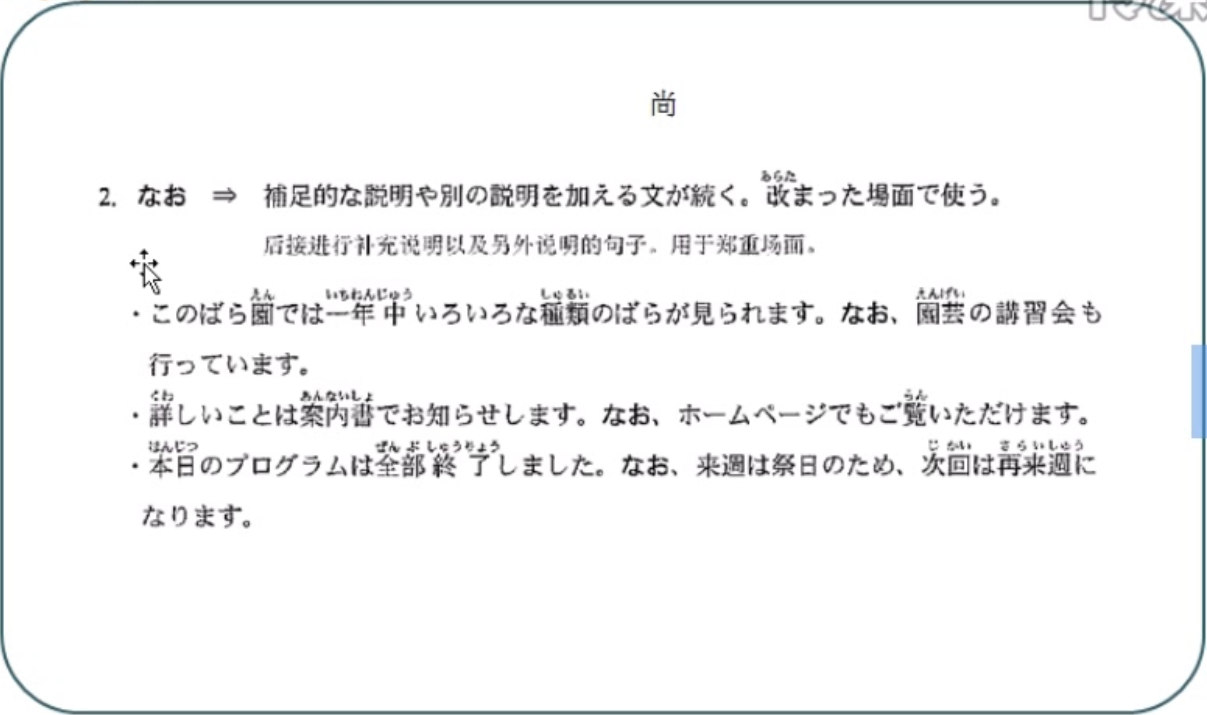 尚
2. なお ⇒ 補足的な説明や別の説明を加える文が続く。改まった場面で使う。
后接进行补充说明以及另外说明的句子。用于郑重场面。
・このばら園では一年中いろいろな種類のばらが見られます。なお、園芸の講習会も
行っています。
・詳しいことは案内書でお知らせします。なお、ホームページでもご覧いただけます。
・本日のプログラムは全部終了しました。なお、来週は祭日のため、次回は再来週に
なります。